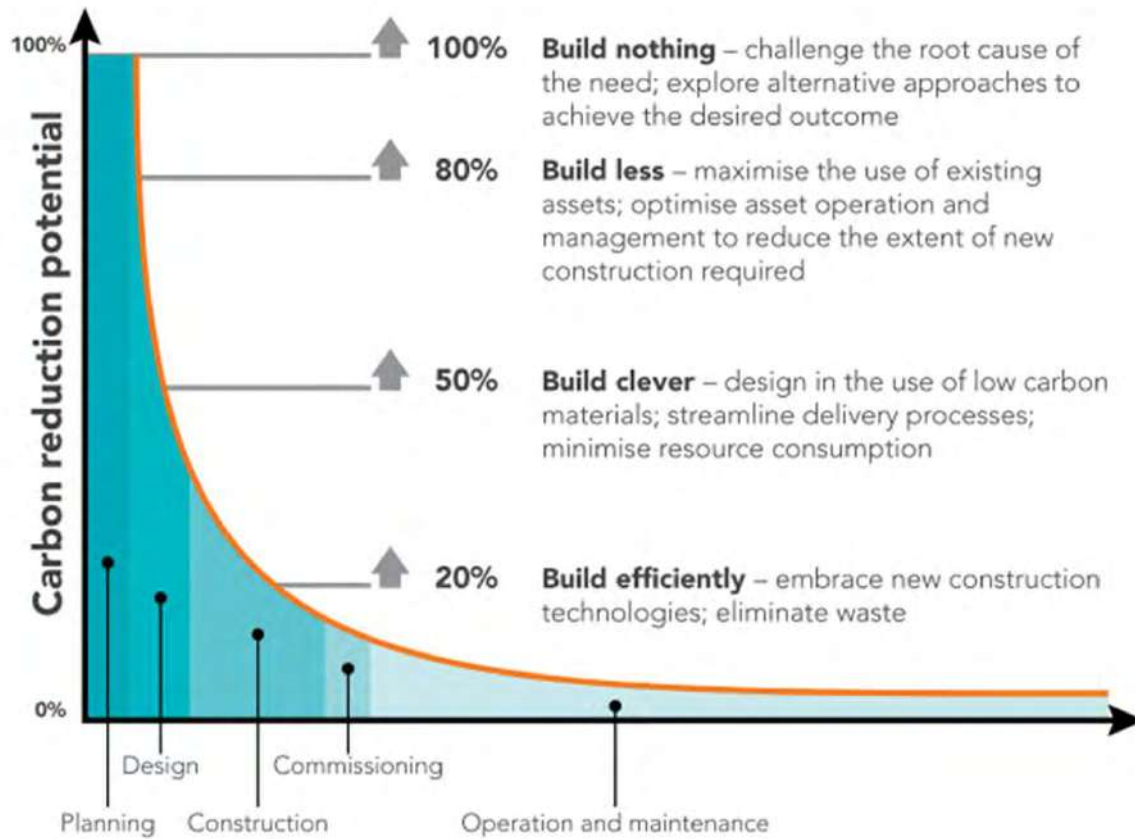 100%
Carbon reduction potential
0%
100%
Build nothing – challenge the root cause of
the need; explore alternative approaches to
achieve the desired outcome
80%
Build less – maximise the use of existing
assets; optimise asset operation and
management to reduce the extent of new
construction required
50%
Build clever – design in the use of low carbon
materials; streamline delivery processes;
minimise resource consumption
20%
Build efficiently – embrace new construction
technologies; eliminate waste
Design
Commissioning
Planning
Construction
Operation and maintenance